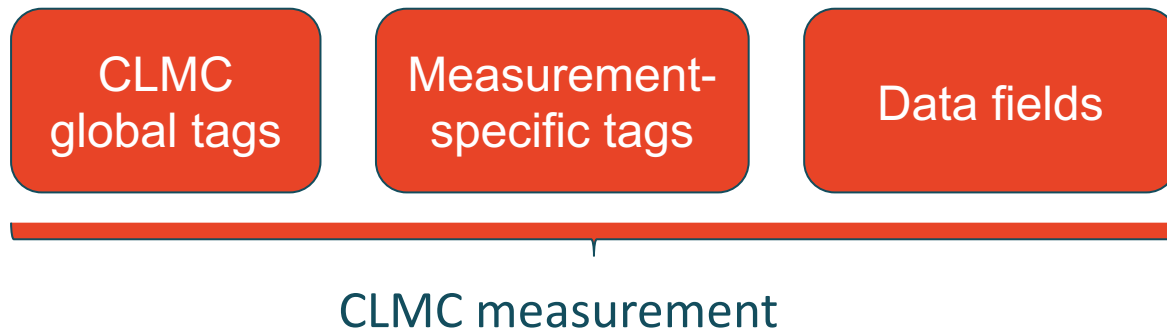 CLMC
global tags
Measurement-
specific tags
Data fields
CLMC measurement